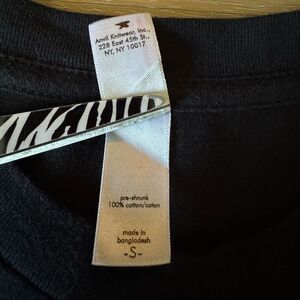 Anvil Knitwear, Inc.,
228 East 45th St.,
NY, NY 10017
pre-shrunk
100% cotton/coton
made in
bangladesh
-S-